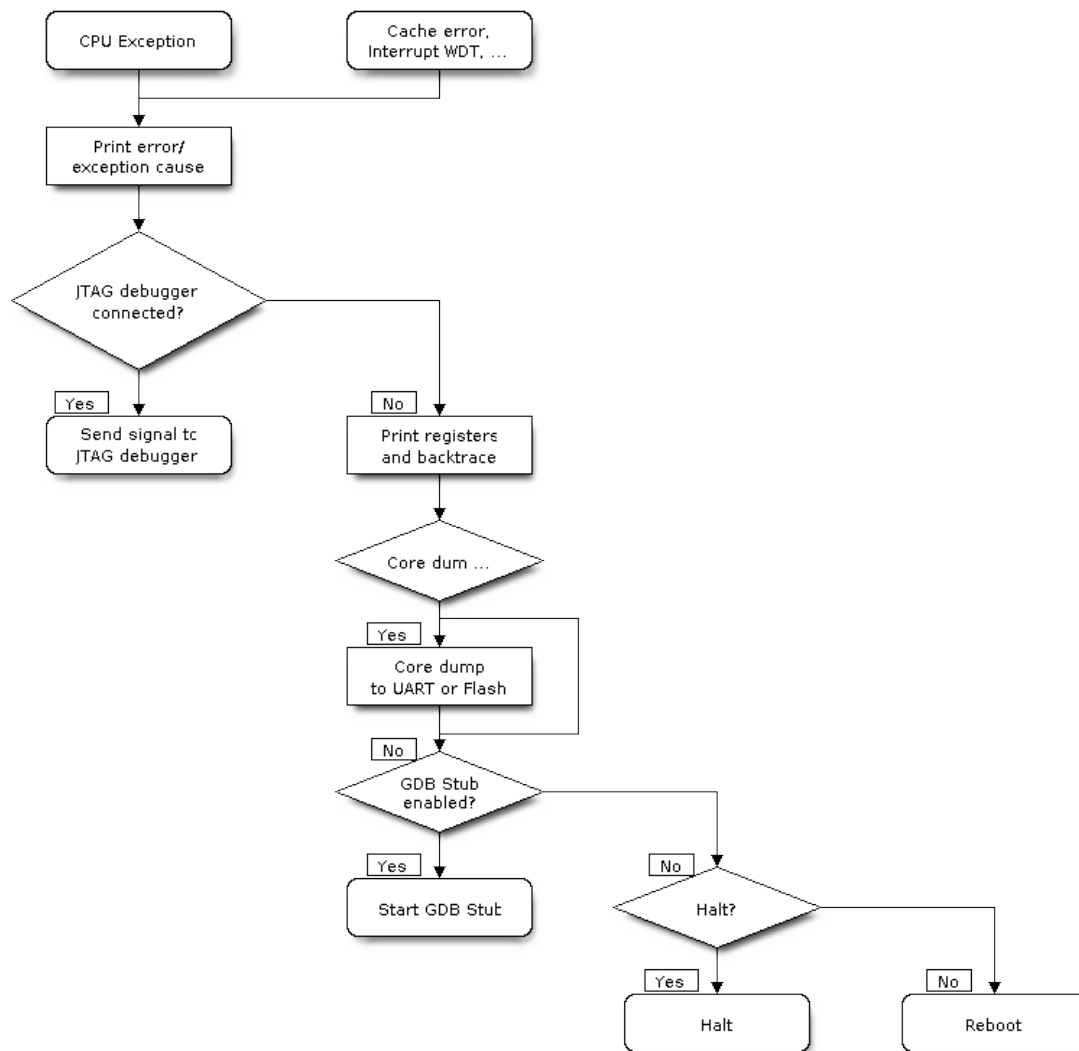 CPU Exception
Cache error,
Interrupt WDT, ...
Print error/
exception cause
JTAG debugger
connected?
Yes
Send signal to
JTAG debugger
No
Print registers
and backtrace
Core dum ...
Yes
Core dump
to UART or Flash
No
GDB Stub
enabled?
Yes
Start GDB Stub
No
Halt?
Yes
Halt
No
Reboot